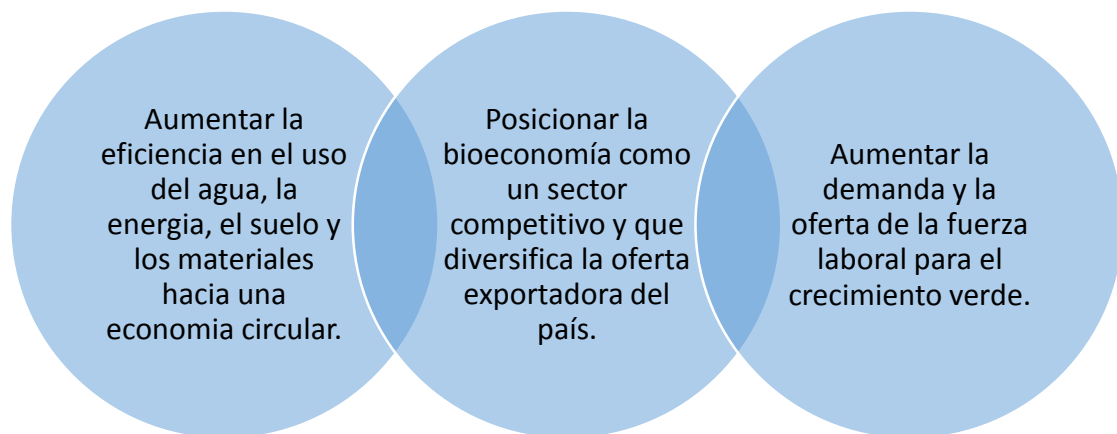 Aumentar la
eficiencia en el uso
del agua, la
energia, el suelo y
los materiales
hacia una
economia circular.
Posicionar la
bioeconomía como
un sector
competitivo y que
diversifica la oferta
exportadora del
país.
Aumentar la
demanda y la
oferta de la fuerza
laboral para el
crecimiento verde.